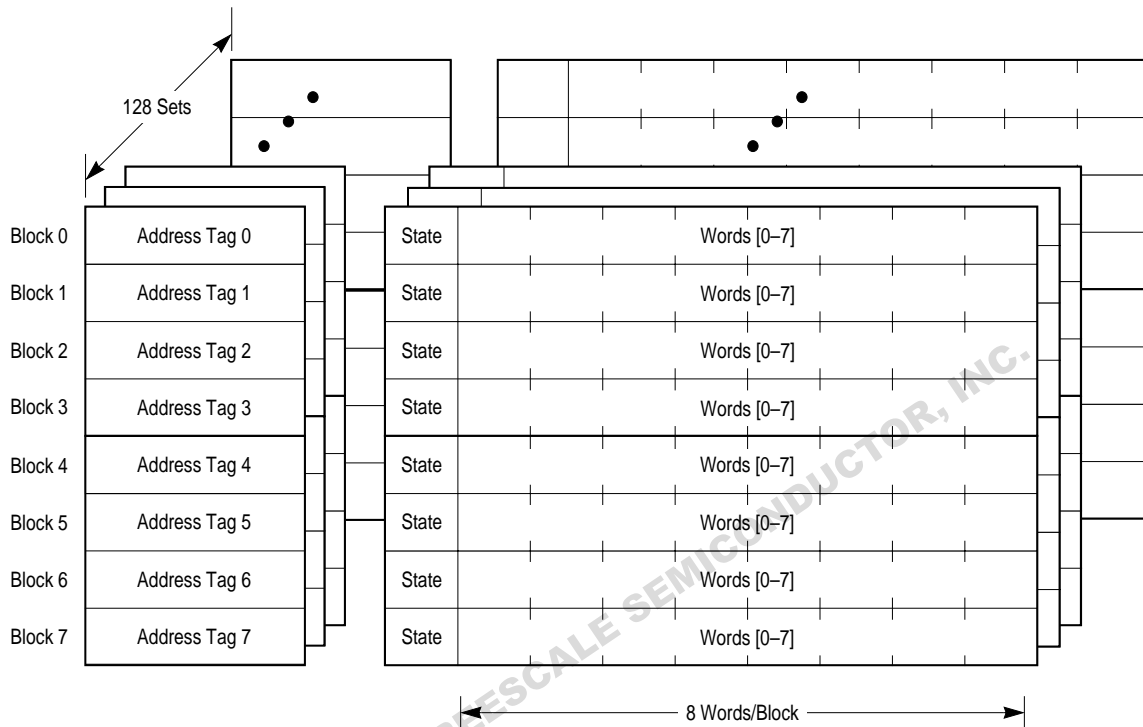 128 Sets
Block 0 Address Tag 0 State Words [0–7]
Block 1 Address Tag 1 State Words [0–7]
Block 2 Address Tag 2 State Words [0–7]
Block 3 Address Tag 3 State Words [0–7]
Block 4 Address Tag 4 State Words [0–7]
Block 5 Address Tag 5 State Words [0–7]
Block 6 Address Tag 6 State Words [0–7]
Block 7 Address Tag 7 State Words [0–7]
8 Words/Block
SEMICONDUCTOR, INC.